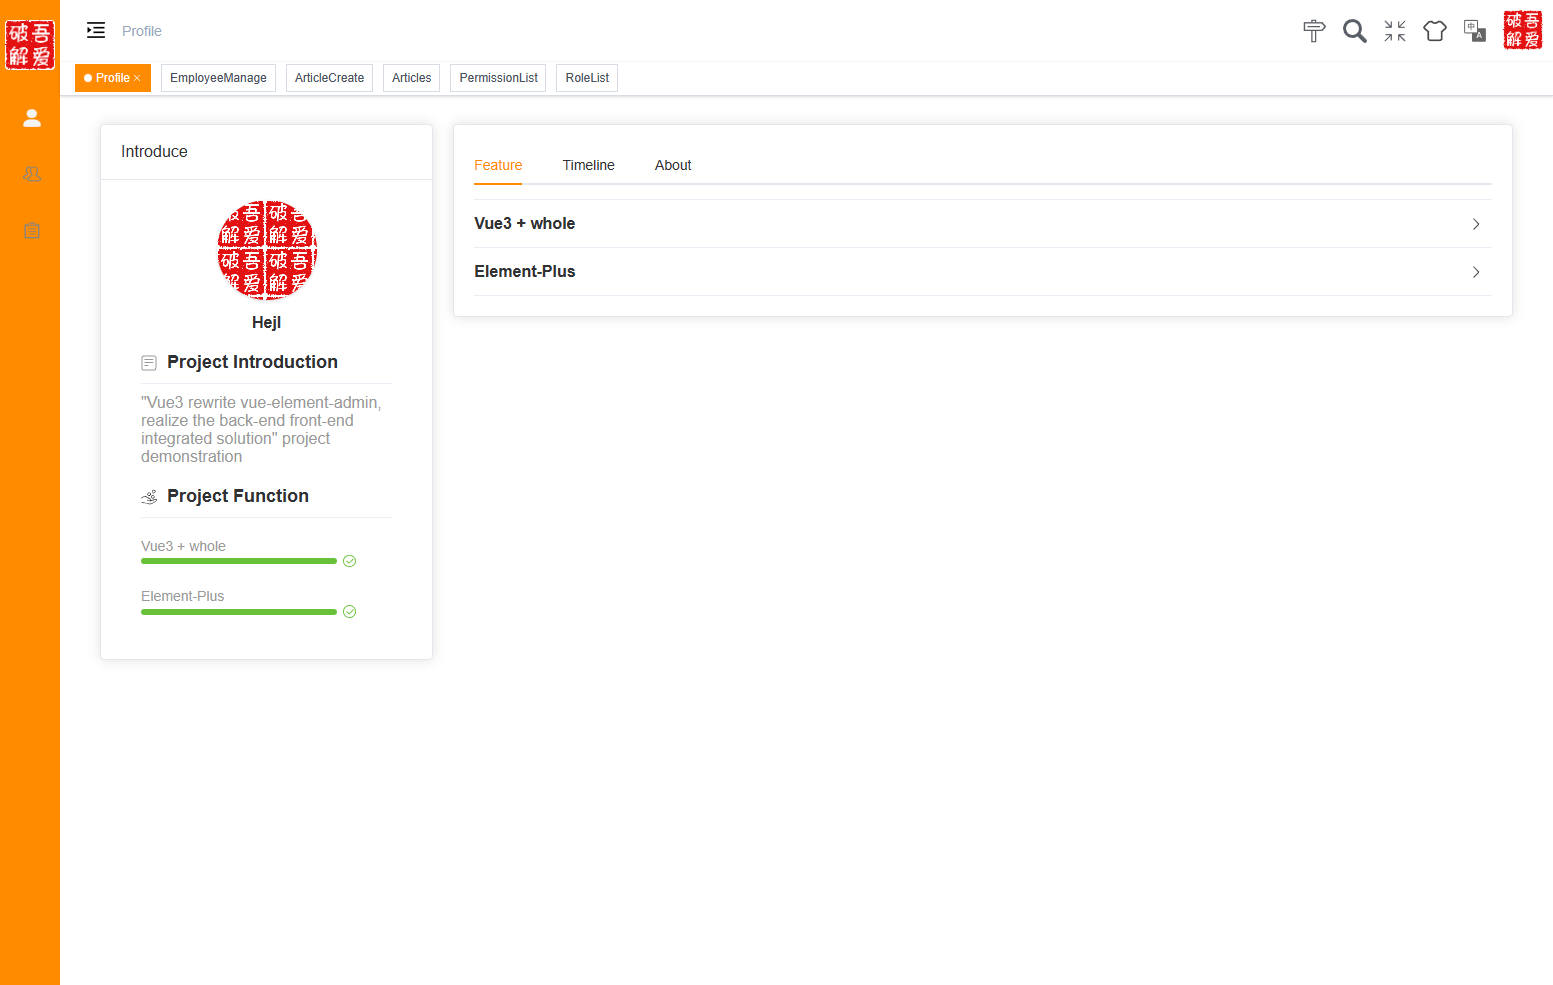 破吾
解爱
Profile
中
A
破吾
解爱
Profile
EmployeeManage
ArticleCreate
Articles
PermissionList
RoleList
Introduce
破吾破吾
解爱解爱
破吾破吾
解爱解爱
Hejl
Project Introduction
"Vue3 rewrite vue-element-admin,
realize the back-end front-end
integrated solution" project
demonstration
Project Function
Vue3 + whole
Element-Plus
Feature
Timeline
About
Vue3 + whole
Element-Plus